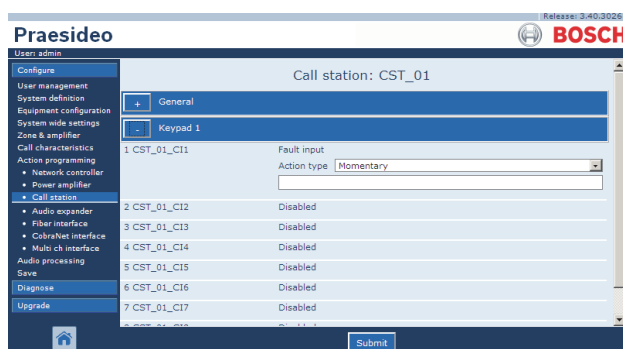 Release: 3.40.3026
Praesideo
BOSCH
User: admin
Configure
User management
System definition
Equipment configuration
System wide settings
Zone & amplifier
Call characteristics
Action programming
• Network controller
• Power amplifier
• Call station
• Audio expander
• Fiber interface
• CobraNet interface
• Multi ch interface
Audio processing
Save
Diagnose
Upgrade
Call station: CST_01
+ General
- Keypad 1
1 CST_01_CI1 Fault input
Action type Momentary
2 CST_01_CI2 Disabled
3 CST_01_CI3 Disabled
4 CST_01_CI4 Disabled
5 CST_01_CI5 Disabled
6 CST_01_CI6 Disabled
7 CST_01_CI7 Disabled
Submit